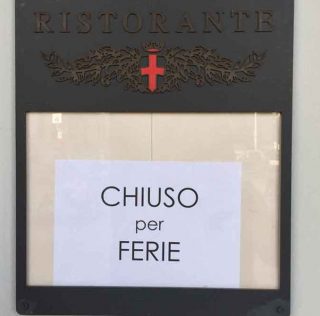 RISTORANTE
CHIUSO
per
FERIE